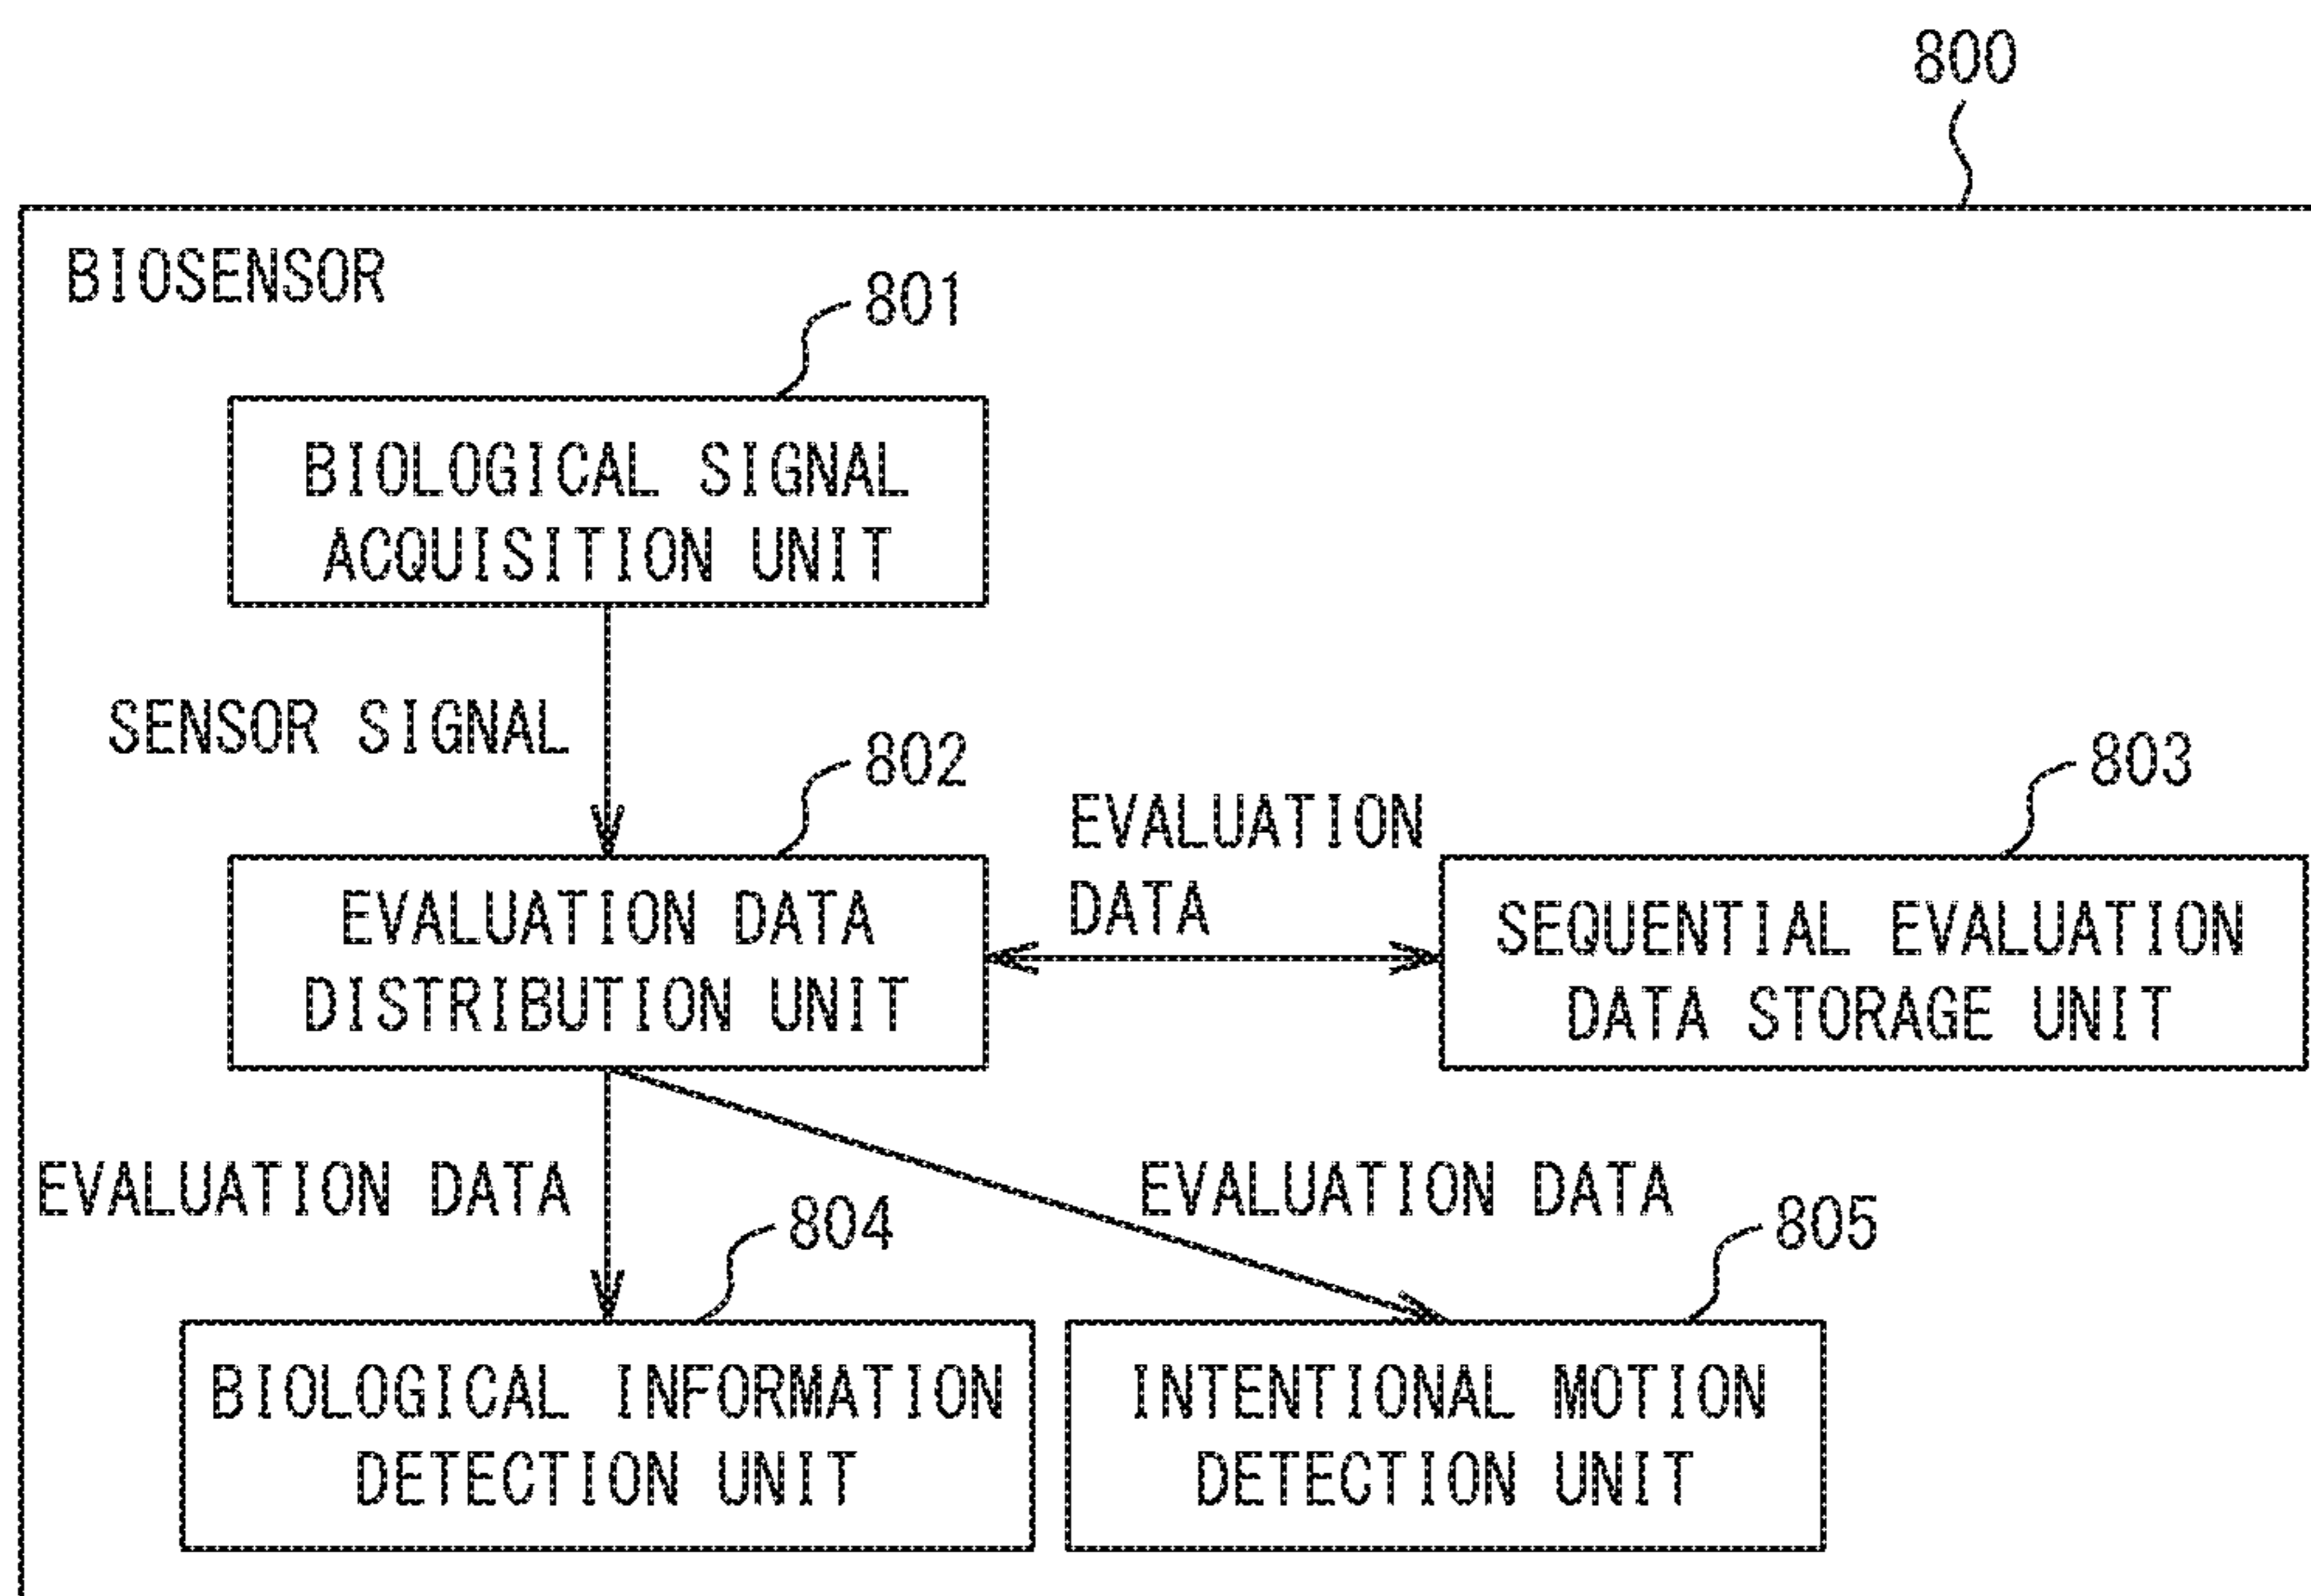 800
BIOSENSOR
801
BIOLOGICAL SIGNAL
ACQUISITION UNIT
SENSOR SIGNAL
802
EVALUATION DATA
DISTRIBUTION UNIT
EVALUATION
DATA
803
SEQUENTIAL EVALUATION
DATA STORAGE UNIT
EVALUATION DATA
804
EVALUATION DATA
805
BIOLOGICAL INFORMATION
DETECTION UNIT
INTENTIONAL MOTION
DETECTION UNIT